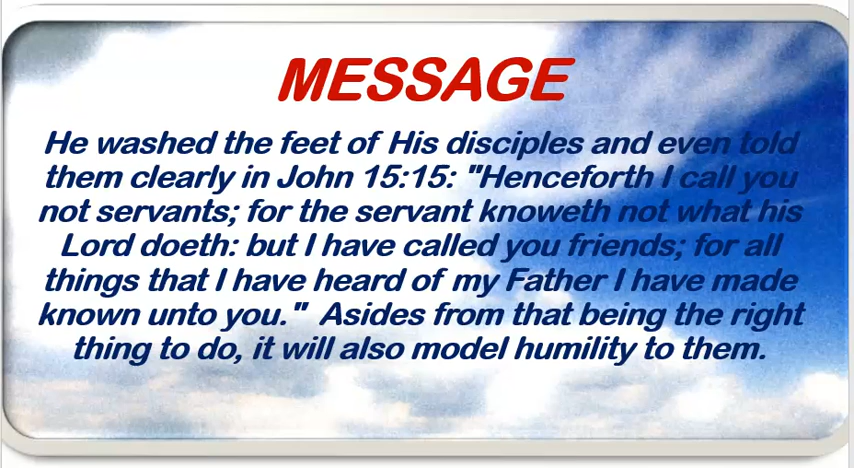 MESSAGE
He washed the feet of His disciples and even told
them clearly in John 15:15: "Henceforth I call you
not servants; for the servant knoweth not what his
Lord doeth: but I have called you friends; for all
things that I have heard of my Father I have made
known unto you."  Asides from that being the right
thing to do, it will also model humility to them.